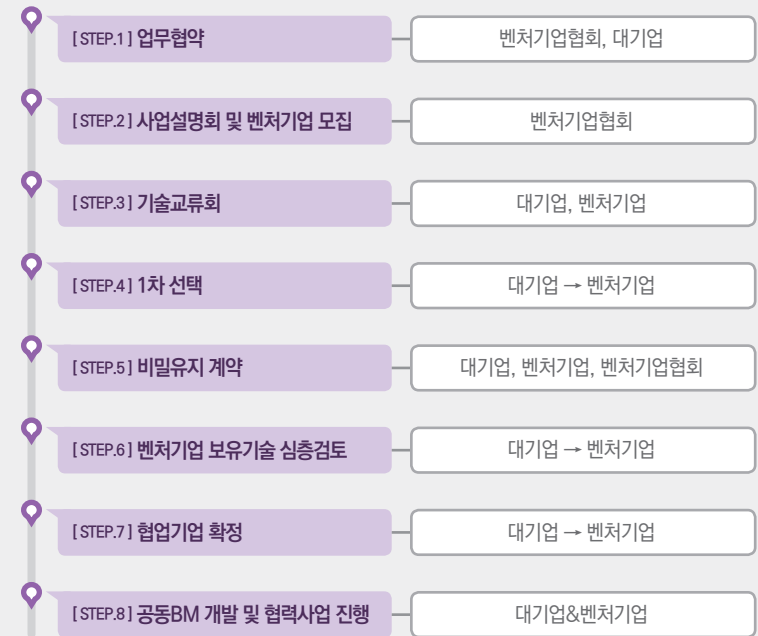 [ STEP.1 ] 업무협약
벤처기업협회, 대기업
[ STEP.2 ] 사업설명회 및 벤처기업 모집
벤처기업협회
[ STEP.3 ] 기술교류회
대기업, 벤처기업
[ STEP.4 ] 1차 선택
대기업 → 벤처기업
[ STEP.5 ] 비밀유지 계약
대기업, 벤처기업, 벤처기업협회
[ STEP.6 ] 벤처기업 보유기술 심층검토
대기업 → 벤처기업
[ STEP.7 ] 협업기업 확정
대기업 → 벤처기업
[ STEP.8 ] 공동BM 개발 및 협력사업 진행
대기업&벤처기업